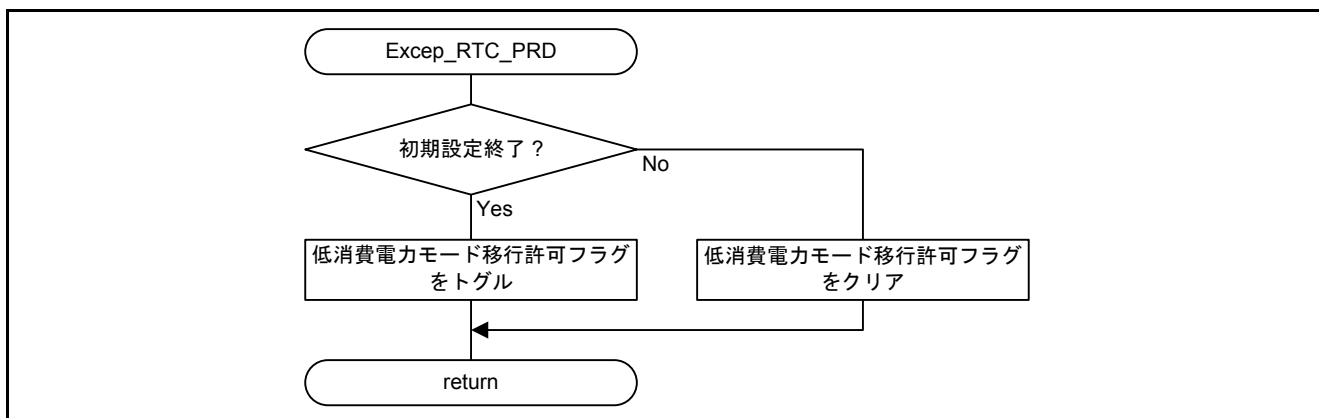 Excep_RTC_PRD
初期設定終了？
No
Yes
低消費電力モード移行許可フラグ
をトグル
低消費電力モード移行許可フラグ
をクリア
return